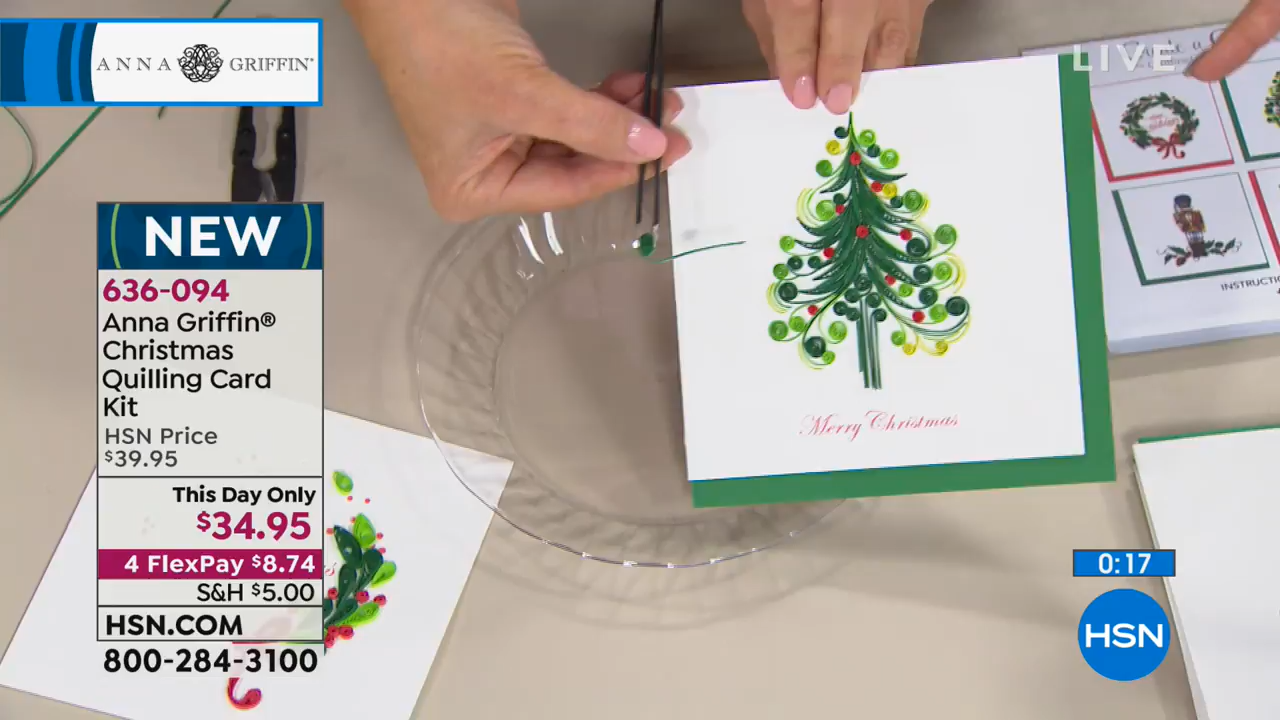 ANNA GRIFFIN®
LIVE
NEW
636-094
Anna Griffin®
Christmas
Quilling Card
Kit
HSN Price
$39.95
This Day Only
$34.95
4 FlexPay $8.74
S&H $5.00
HSN.COM
800-284-3100
Merry Christmas
0:17
HSN